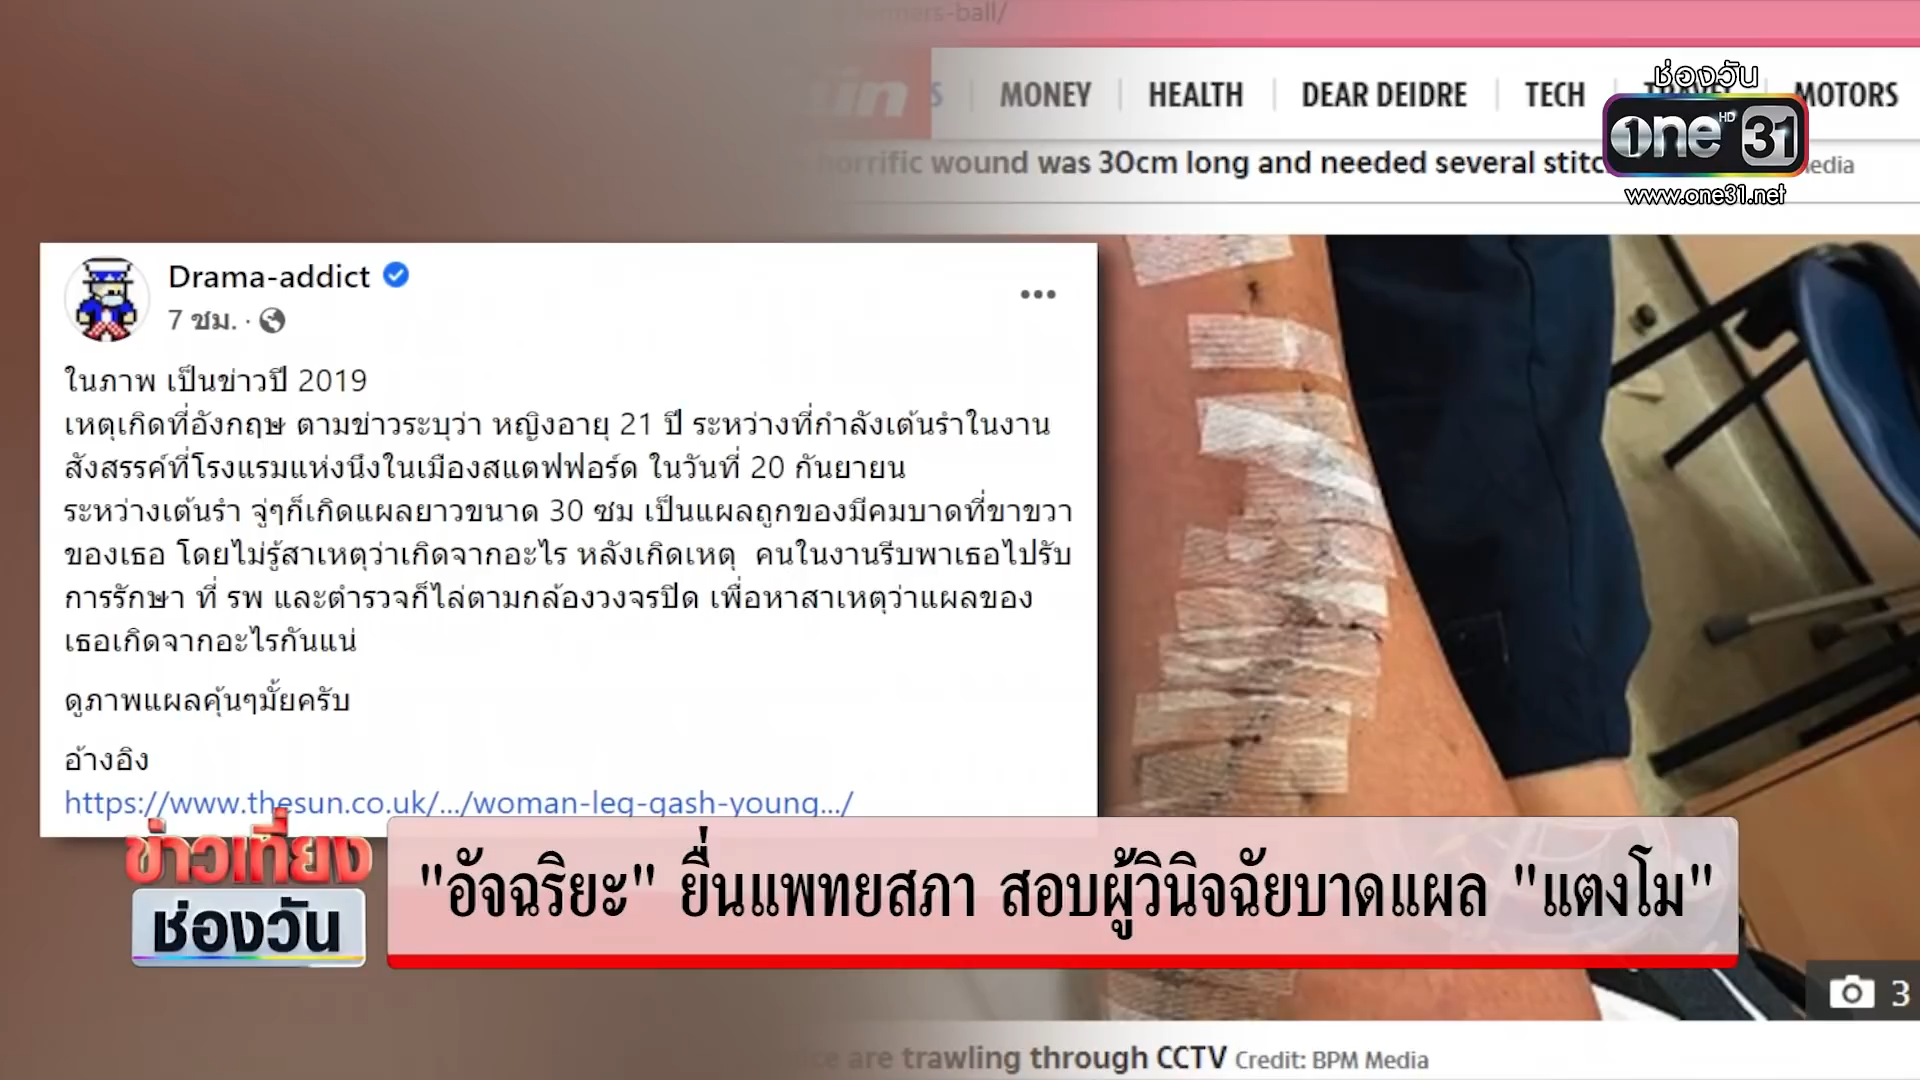 mers-ball/
MONEY HEALTH DEAR DEIDRE TECH TRAVEL MOTORS
ช่องวัน
one HD 31
www.one31.net
horrific wound was 30cm long and needed several
edia
Drama-addict
7 ชม.
ในภาพ เป็นข่าวปี 2019
เหตุเกิดที่อังกฤษ ตามข่าวระบุว่า หญิงอายุ 21 ปี ระหว่างที่กำลังเต้นรำในงาน
สังสรรค์ที่โรงแรมแห่งนึงในเมืองสแตฟฟอร์ด ในวันที่ 20 กันยายน
ระหว่างเต้นรำ จู่ๆก็เกิดแผลยาวขนาด 30 ซม เป็นแผลถูกของมีคมบาดที่ขาขวา
ของเธอ โดยไม่รู้สาเหตุว่าเกิดจากอะไร หลังเกิดเหตุ คนในงานรีบพาเธอไปรับ
การรักษา ที่ รพ และตำรวจก็ไล่ตามกล้องวงจรปิด เพื่อหาสาเหตุว่าแผลของ
เธอเกิดจากอะไรกันแน่
ดูภาพแผลคุ้นๆมั้ยครับ
อ้างอิง
https://www.thesun.co.uk/.../woman-leg-gash-young.../
ข่าวเที่ยง
ช่องวัน
"อัจฉริยะ" ยื่นแพทยสภา สอบผู้วินิจฉัยบาดแผล "แตงโม"
3
are trawling through CCTV Credit: BPM Media